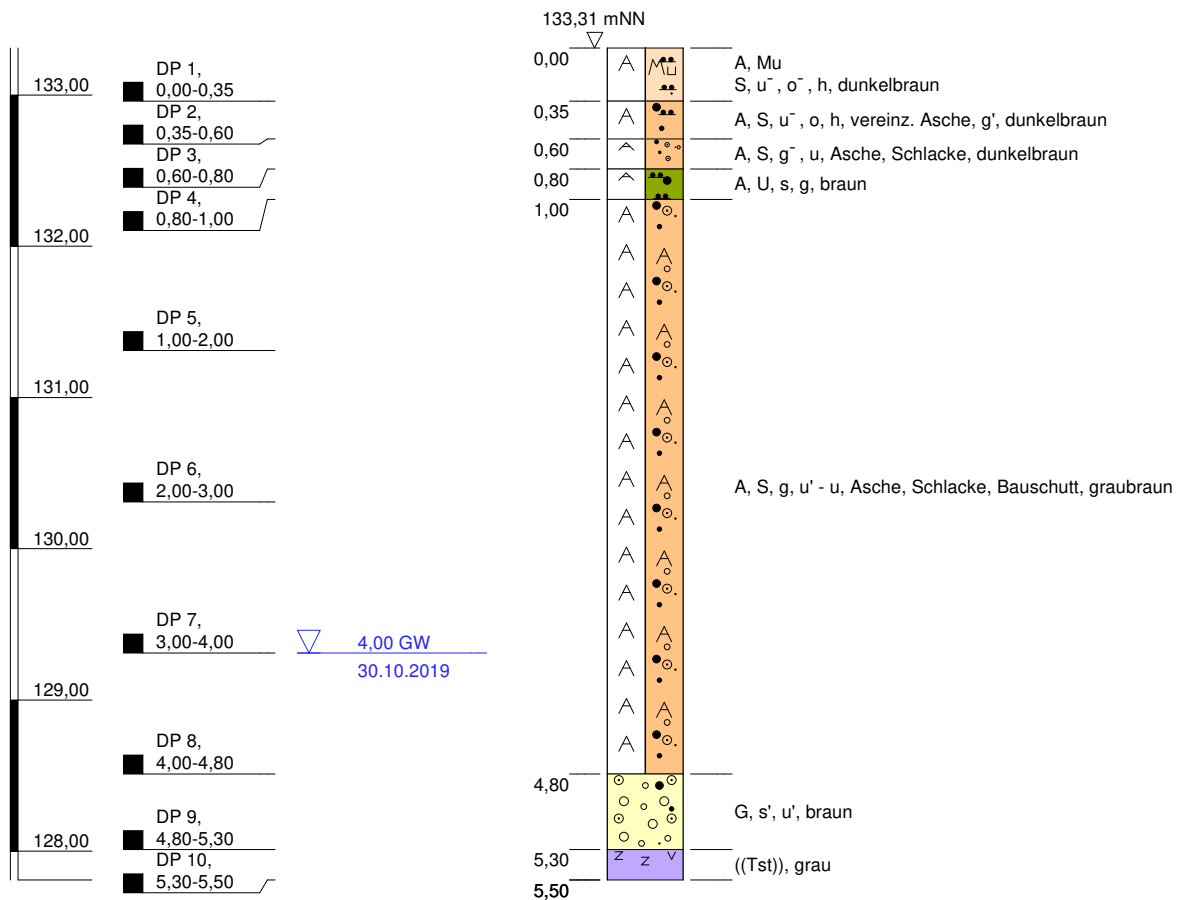 133,31 mNN
133,00
132,00
131,00
130,00
129,00
128,00
DP 1,
0,00-0,35
DP 2,
0,35-0,60
DP 3,
0,60-0,80
DP 4,
0,80-1,00
DP 5,
1,00-2,00
DP 6,
2,00-3,00
DP 7,
3,00-4,00
DP 8,
4,00-4,80
DP 9,
4,80-5,30
DP 10,
5,30-5,50
4,00 GW
30.10.2019
0,00
0,35
0,60
0,80
1,00
4,80
5,30
5,50
A, Mu
S, u¯, o¯, h, dunkelbraun
A, S, u¯, o, h, vereinz. Asche, g', dunkelbraun
A, S, g¯, u, Asche, Schlacke, dunkelbraun
A, U, s, g, braun
A, S, g, u' - u, Asche, Schlacke, Bauschutt, graubraun
G, s', u', braun
((Tst)), grau